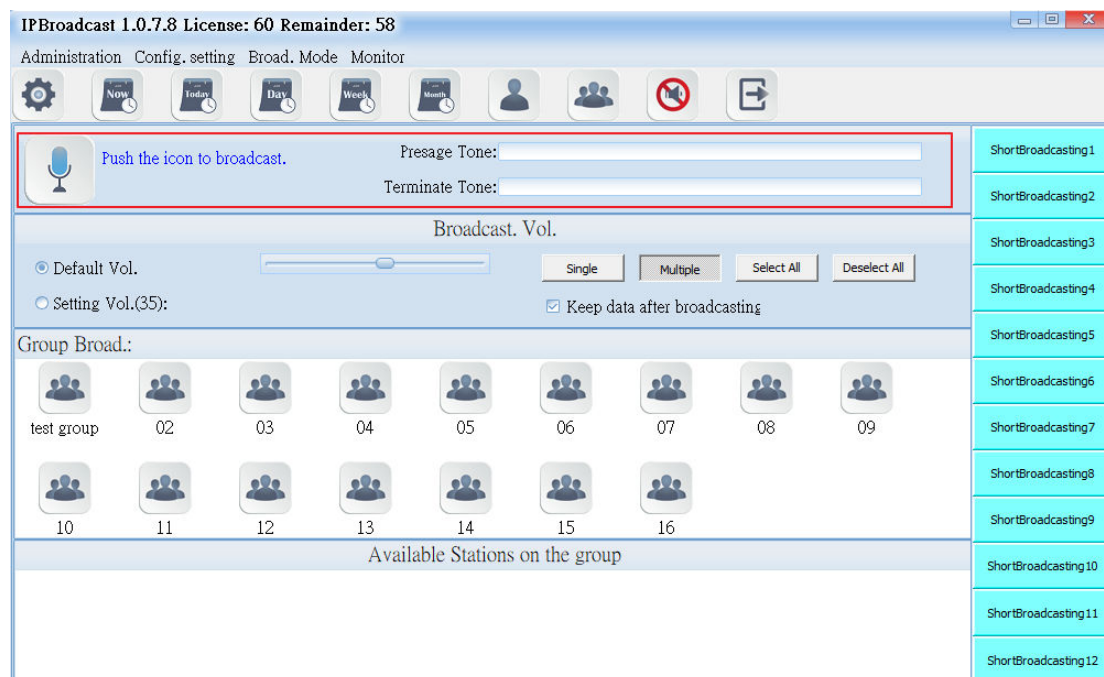 IPBroadcast 1.0.7.8 License: 60 Remainder: 58
Administration Config. setting Broad. Mode Monitor
Now Today Day Week Month
Push the icon to broadcast.
Presage Tone:
Terminate Tone:
Broadcast. Vol.
Default Vol.
Single Multiple Select All Deselect All
Setting Vol.(35):
Keep data after broadcasting
Group Broad.:
test group 02 03 04 05 06 07 08 09
10 11 12 13 14 15 16
Available Stations on the group
ShortBroadcasting1
ShortBroadcasting2
ShortBroadcasting3
ShortBroadcasting4
ShortBroadcasting5
ShortBroadcasting6
ShortBroadcasting7
ShortBroadcasting8
ShortBroadcasting9
ShortBroadcasting10
ShortBroadcasting11
ShortBroadcasting12